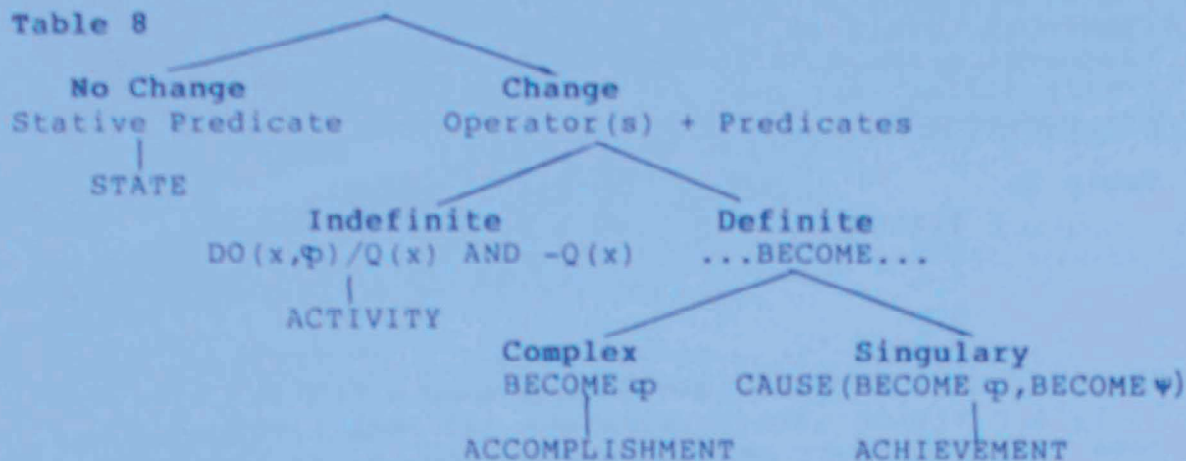 Table 8
No Change Change
Stative Predicate Operator(s) + Predicates
STATE
Indefinite Definite
DO(x,φ)/Q(x) AND -Q(x) ...BECOME...
ACTIVITY
Complex Singulary
BECOME φ CAUSE(BECOME φ,BECOME ψ)
ACCOMPLISHMENT ACHIEVEMENT